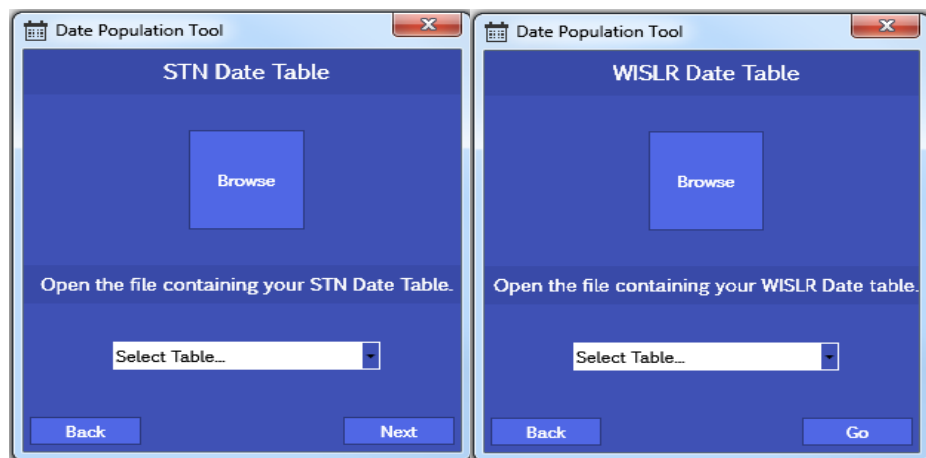 Date Population Tool
STN Date Table
Browse
Open the file containing your STN Date Table.
Select Table...
Back
Next
Date Population Tool
WISLR Date Table
Browse
Open the file containing your WISLR Date table.
Select Table...
Back
Go